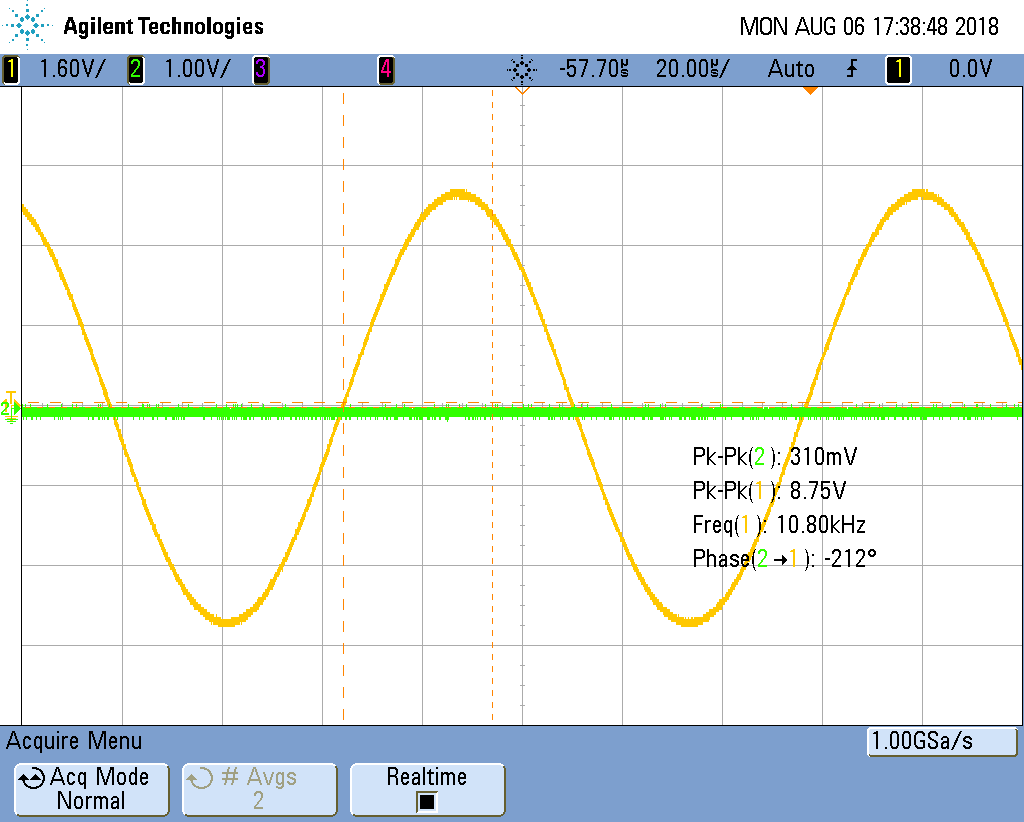 Agilent Technologies
MON AUG 06 17:38:48 2018
1 1.60V/ 2 1.00V/ 3 4 -57.70µs 20.00µs/ Auto 1 0.0V
2
Pk-Pk(2): 310mV
Pk-Pk(1): 8.75V
Freq(1): 10.80kHz
Phase(2→1): -212°
Acquire Menu
1.00GSa/s
Acq Mode
Normal
# Avgs
2
Realtime